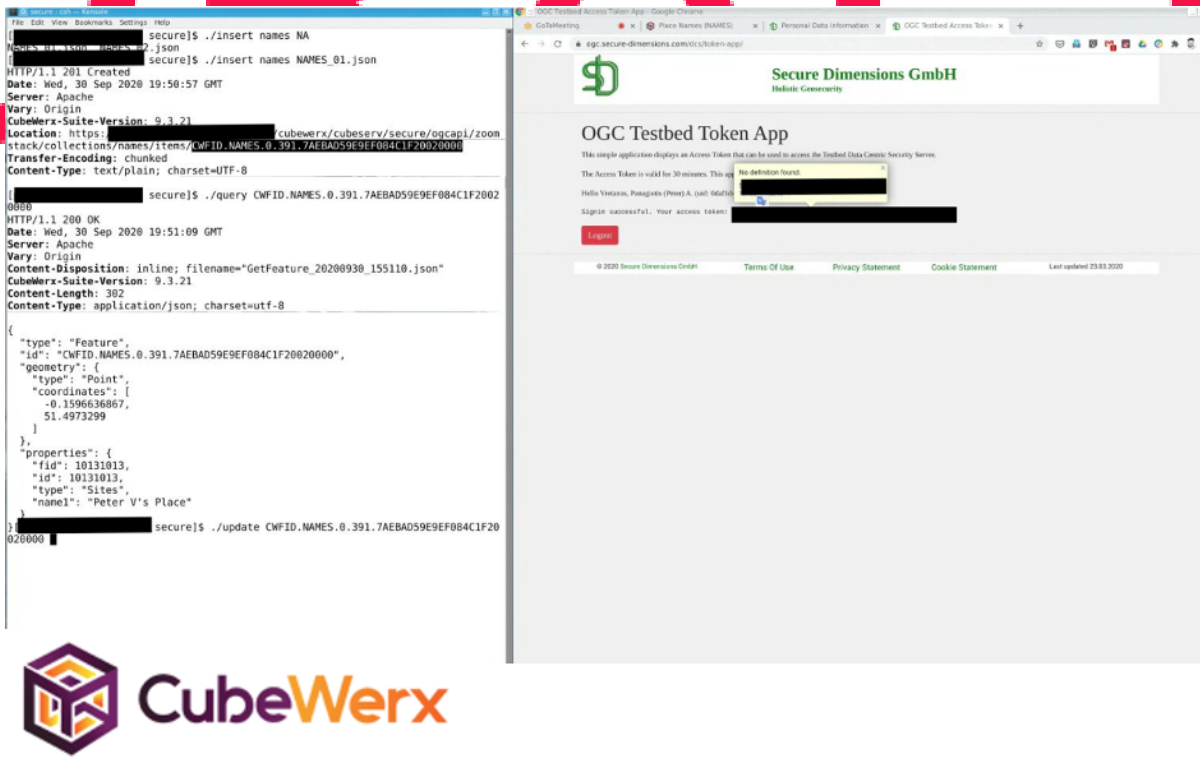 secure : csh — Konsole
File Edit View Bookmarks Settings Help
[ secure]$ ./insert names NA
NAMES_01.json NAMES_02.json
[ secure]$ ./insert names NAMES_01.json
HTTP/1.1 201 Created
Date: Wed, 30 Sep 2020 19:50:57 GMT
Server: Apache
Vary: Origin
CubeWerx-Suite-Version: 9.3.21
Location: https: /cubewerx/cubeserv/secure/ogcapi/zoom
stack/collections/names/items/CWFID.NAMES.0.391.7AEBAD59E9EF084C1F20020000
Transfer-Encoding: chunked
Content-Type: text/plain; charset=UTF-8
[ secure]$ ./query CWFID.NAMES.0.391.7AEBAD59E9EF084C1F2002
0000
HTTP/1.1 200 OK
Date: Wed, 30 Sep 2020 19:51:09 GMT
Server: Apache
Vary: Origin
Content-Disposition: inline; filename="GetFeature_20200930_155110.json"
CubeWerx-Suite-Version: 9.3.21
Content-Length: 302
Content-Type: application/json; charset=utf-8
{
"type": "Feature",
"id": "CWFID.NAMES.0.391.7AEBAD59E9EF084C1F20020000",
"geometry": {
"type": "Point",
"coordinates": [
-0.1596636867,
51.4973299
]
},
"properties": {
"fid": 10131013,
"id": 10131013,
"type": "Sites",
"name1": "Peter V's Place"
}
}[ secure]$ ./update CWFID.NAMES.0.391.7AEBAD59E9EF084C1F20
020000
OGC Testbed Access Token App - Google Chrome
GoToMeeting
Place Names (NAMES)
Personal Data Information
OGC Testbed Access Token
ogc.secure-dimensions.com/dcs/token-app/
Secure Dimensions GmbH
Holistic Geosecurity
OGC Testbed Token App
This simple application displays an Access Token that can be used to access the Testbed Data Centric Security Server.
The Access Token is valid for 30 minutes. This app
No definition found.
Hello Vretanos, Panagiotis (Peter) A. (uid:
Signin successful. Your access token:
Logout
© 2020 Secure Dimensions GmbH Terms Of Use Privacy Statement Cookie Statement Last updated 23.03.2020
CubeWerx